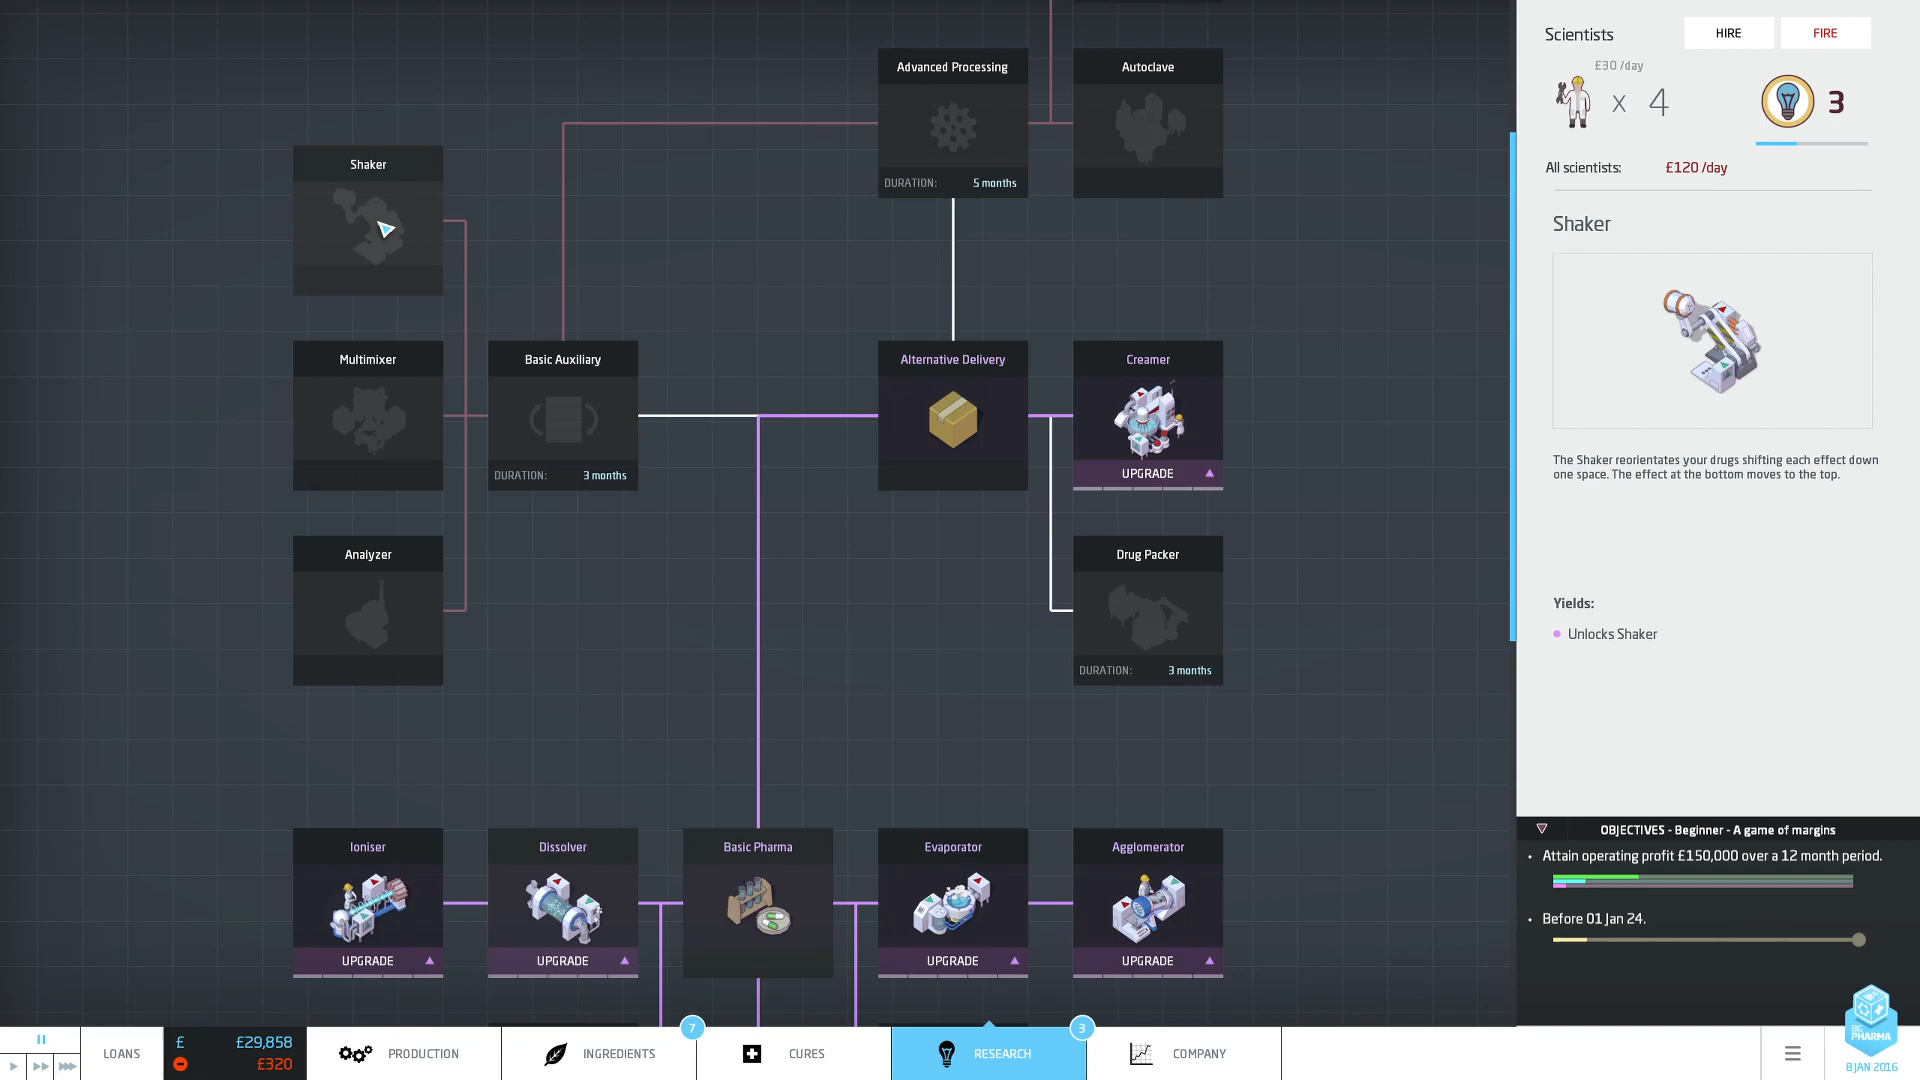 Scientists
HIRE
FIRE
£30 /day
x 4
3
All scientists: £120 /day
Advanced Processing
Autoclave
DURATION: 5 months
Shaker
Shaker
Multimixer
Basic Auxiliary
DURATION: 3 months
Alternative Delivery
Creamer
UPGRADE
The Shaker reorientates your drugs shifting each effect down
one space. The effect at the bottom moves to the top.
Analyzer
Drug Packer
DURATION: 3 months
Yields:
Unlocks Shaker
Ioniser
UPGRADE
Dissolver
UPGRADE
Basic Pharma
Evaporator
UPGRADE
Agglomerator
UPGRADE
OBJECTIVES - Beginner - A game of margins
Attain operating profit £150,000 over a 12 month period.
Before 01 Jan 24.
LOANS
£ £29,858
£320
PRODUCTION
7
INGREDIENTS
CURES
RESEARCH
3
COMPANY
BIG
PHARMA
8 JAN 2016